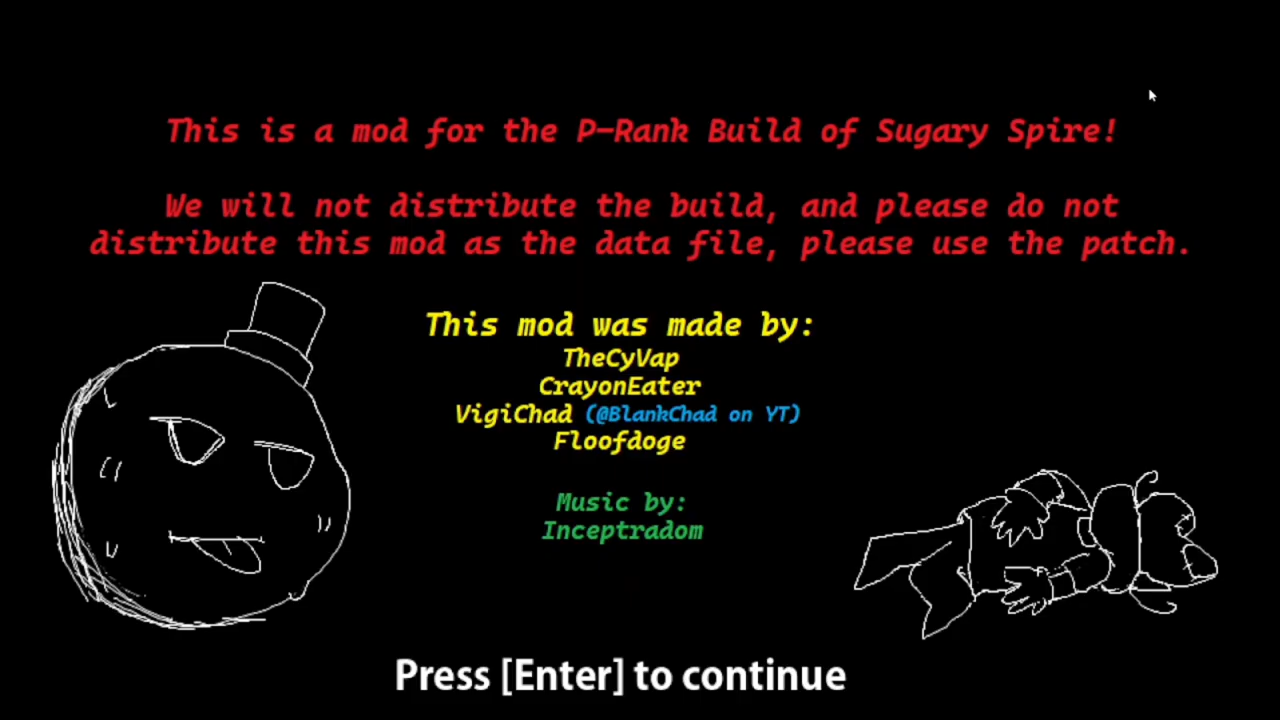 This is a mod for the P-Rank Build of Sugary Spire!
We will not distribute the build, and please do not
distribute this mod as the data file, please use the patch.
This mod was made by:
TheCyVap
CrayonEater
VigiChad (@BlankChad on YT)
Floofdoge
Music by:
Inceptradom
Press [Enter] to continue